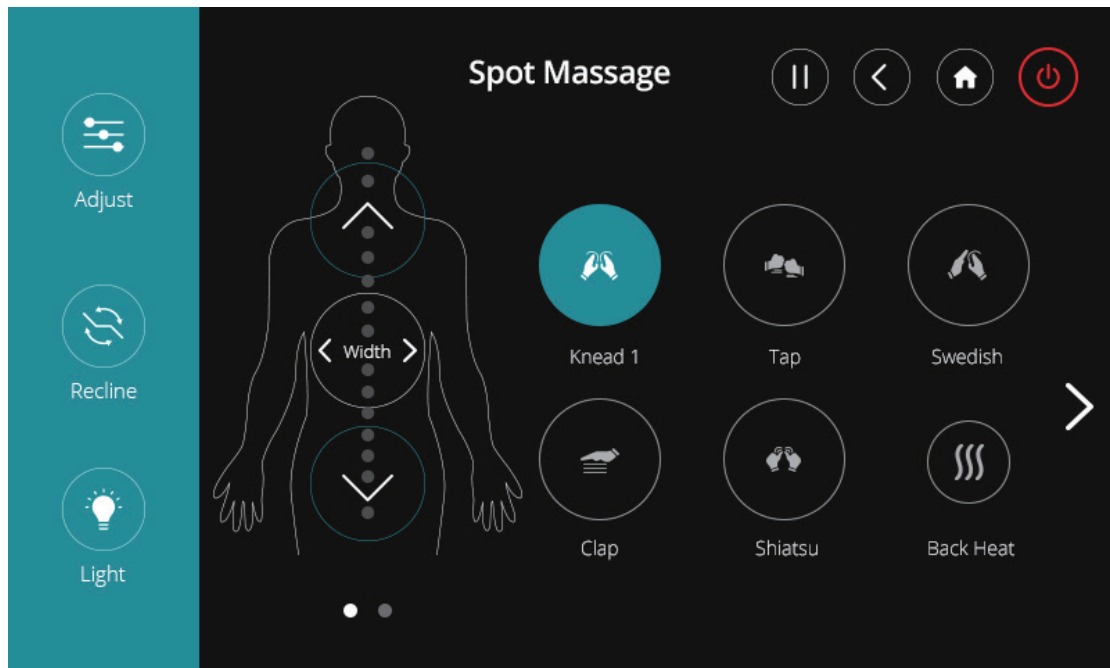 Spot Massage
Adjust
Recline
Light
Width
Knead 1
Tap
Swedish
Clap
Shiatsu
Back Heat